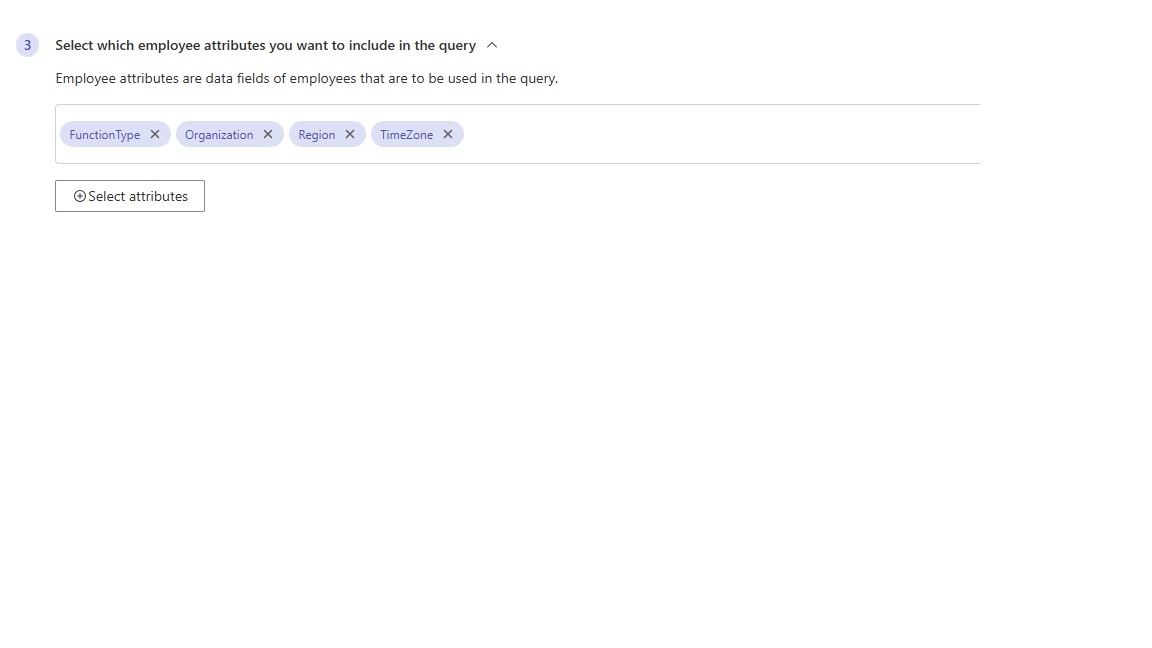 3 Select which employee attributes you want to include in the query
Employee attributes are data fields of employees that are to be used in the query.
FunctionType Organization Region TimeZone
Select attributes